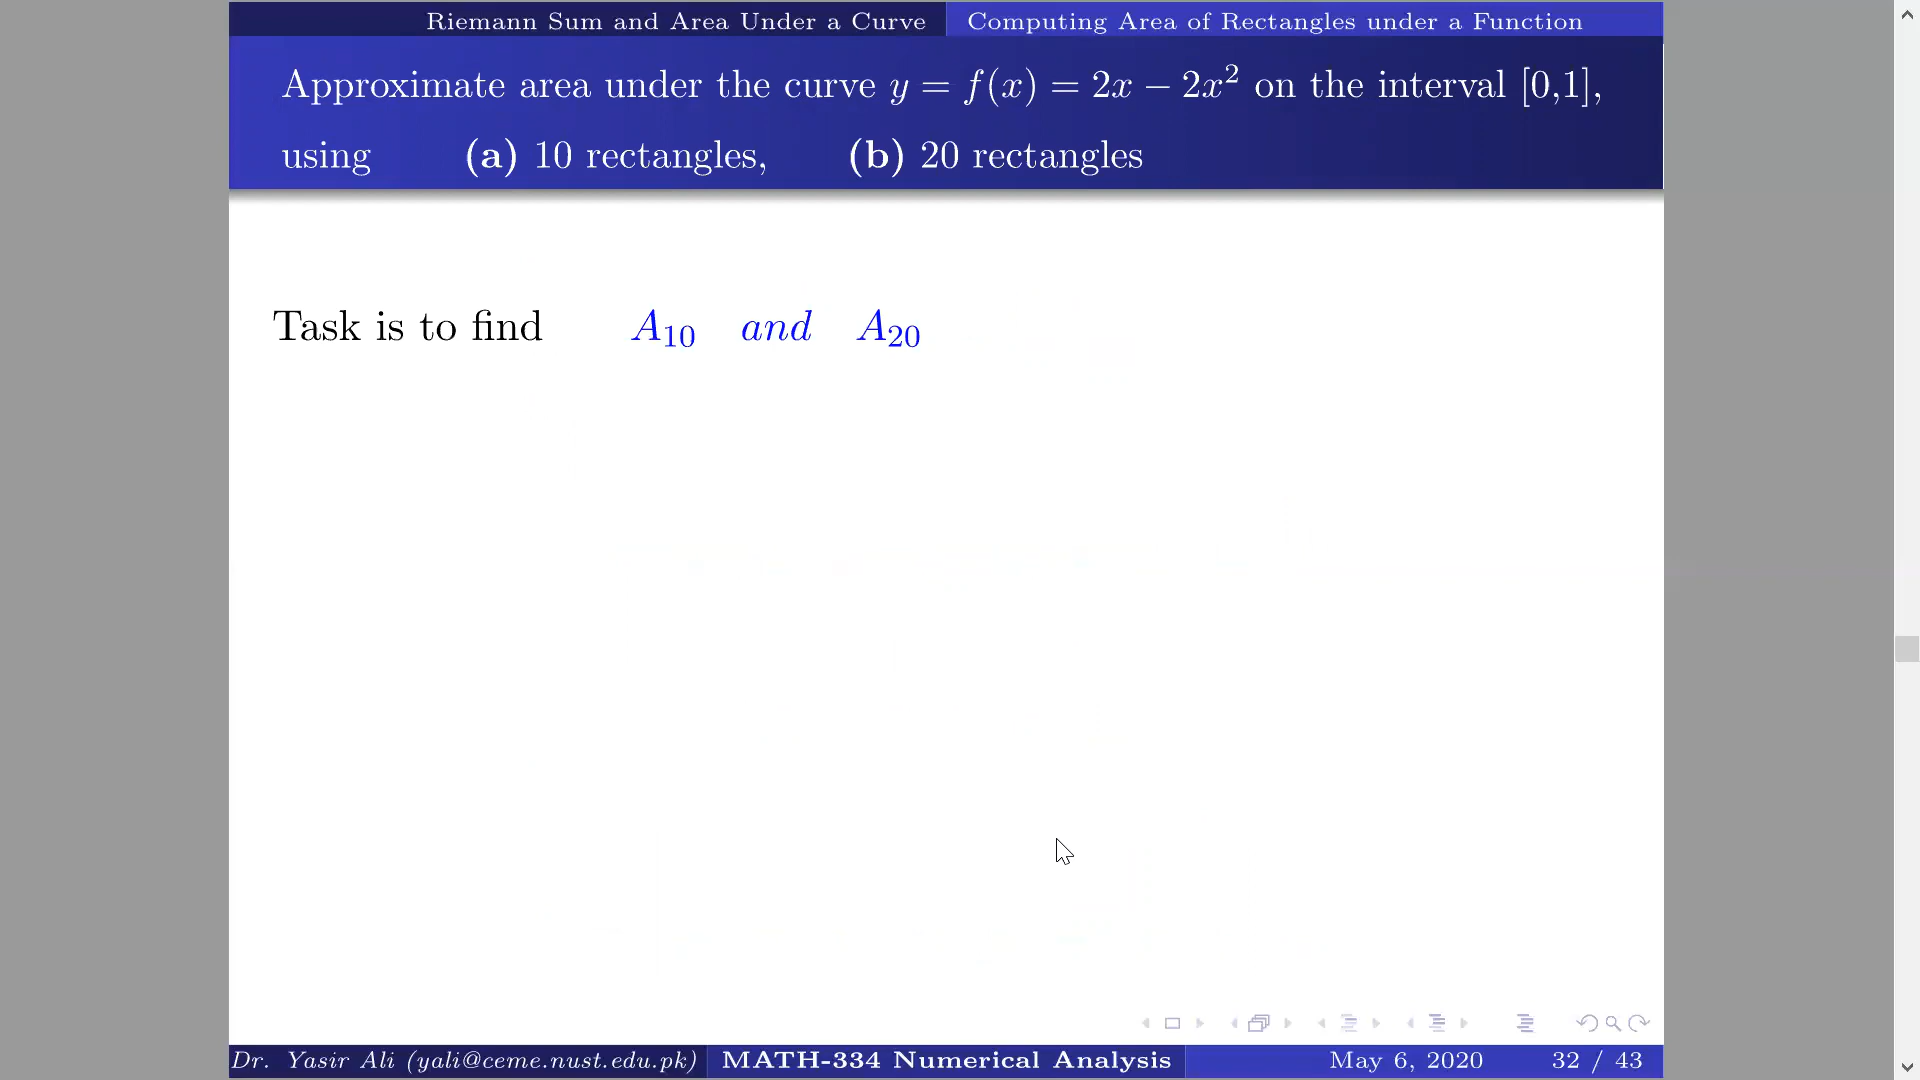 Riemann Sum and Area Under a Curve Computing Area of Rectangles under a Function
Approximate area under the curve y = f(x) = 2x − 2x² on the interval [0,1],
using (a) 10 rectangles, (b) 20 rectangles
Task is to find A₁₀ and A₂₀
Dr. Yasir Ali (yali@ceme.nust.edu.pk) MATH-334 Numerical Analysis May 6, 2020 32 / 43